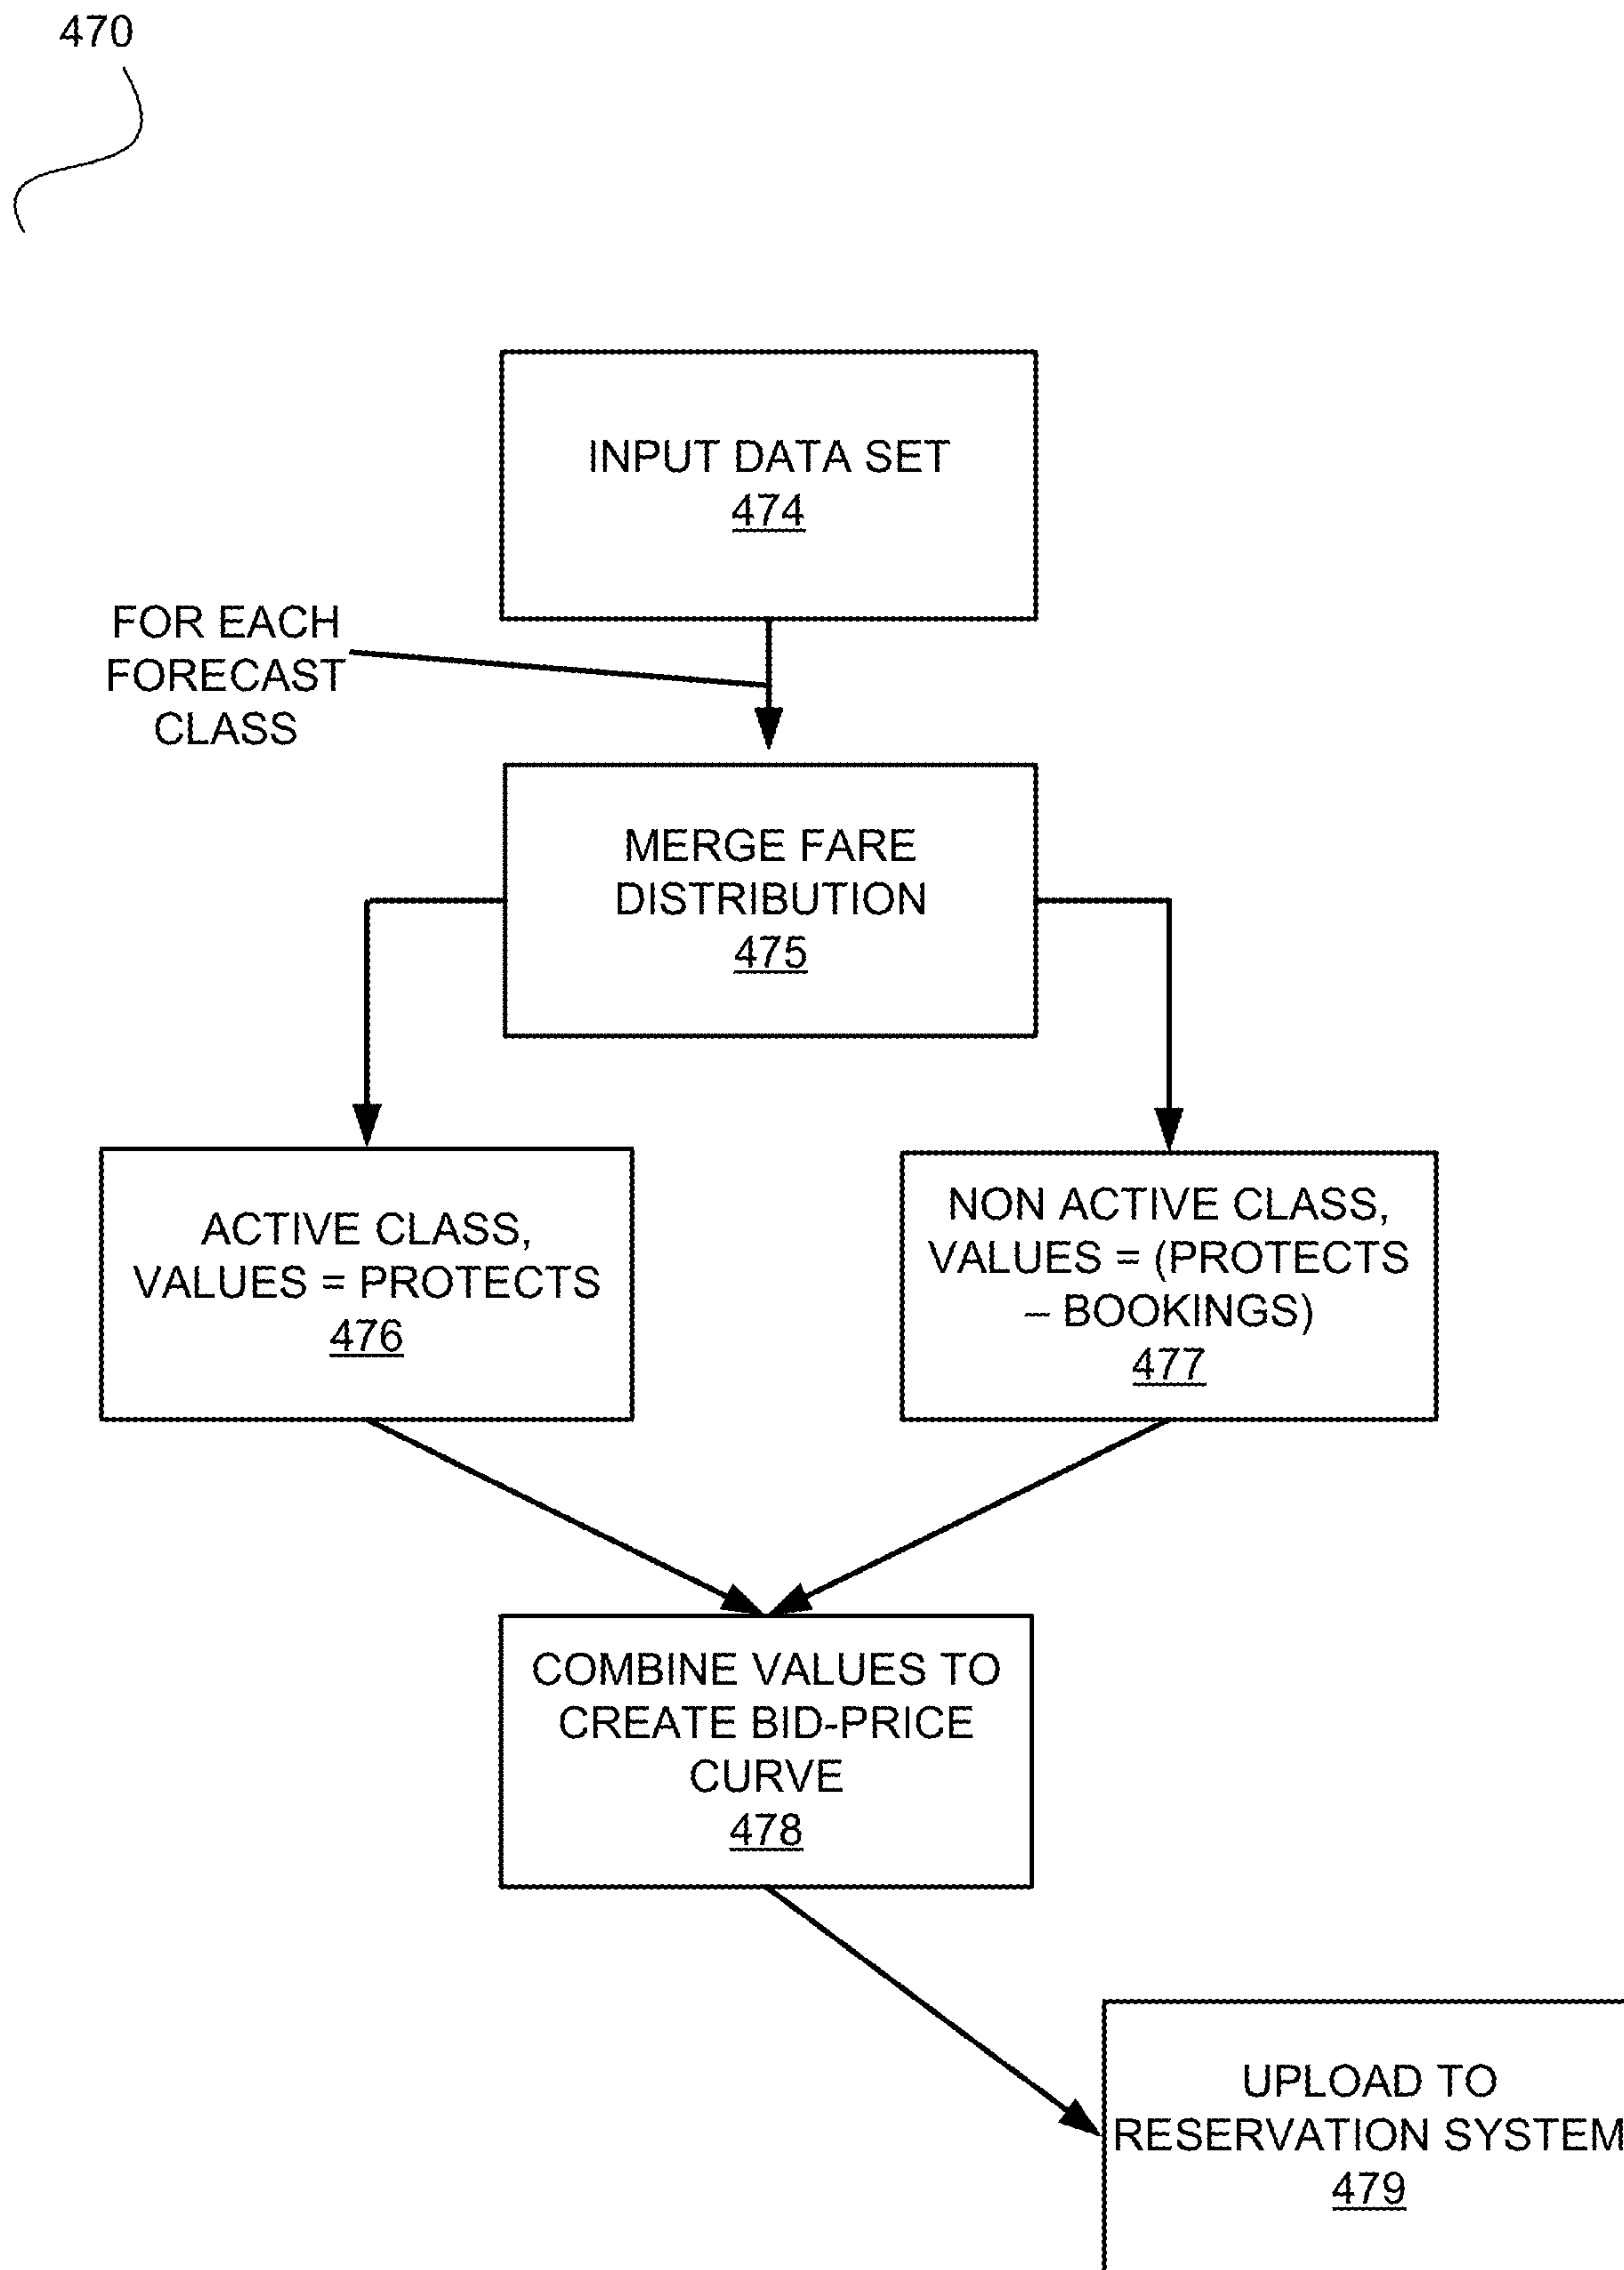 470
INPUT DATA SET
474
FOR EACH
FORECAST
CLASS
MERGE FARE
DISTRIBUTION
475
ACTIVE CLASS,
VALUES = PROTECTS
476
NON ACTIVE CLASS,
VALUES = (PROTECTS
– BOOKINGS)
477
COMBINE VALUES TO
CREATE BID-PRICE
CURVE
478
UPLOAD TO
RESERVATION SYSTEM
479